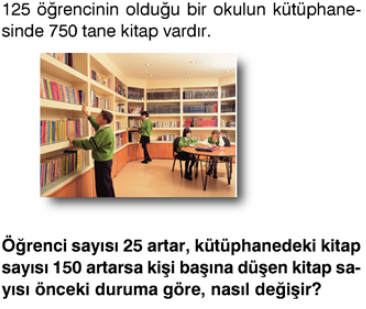 125 öğrencinin olduğu bir okulun kütüphane-
sinde 750 tane kitap vardır.
Öğrenci sayısı 25 artar, kütüphanedeki kitap
sayısı 150 artarsa kişi başına düşen kitap sa-
yısı önceki duruma göre, nasıl değişir?